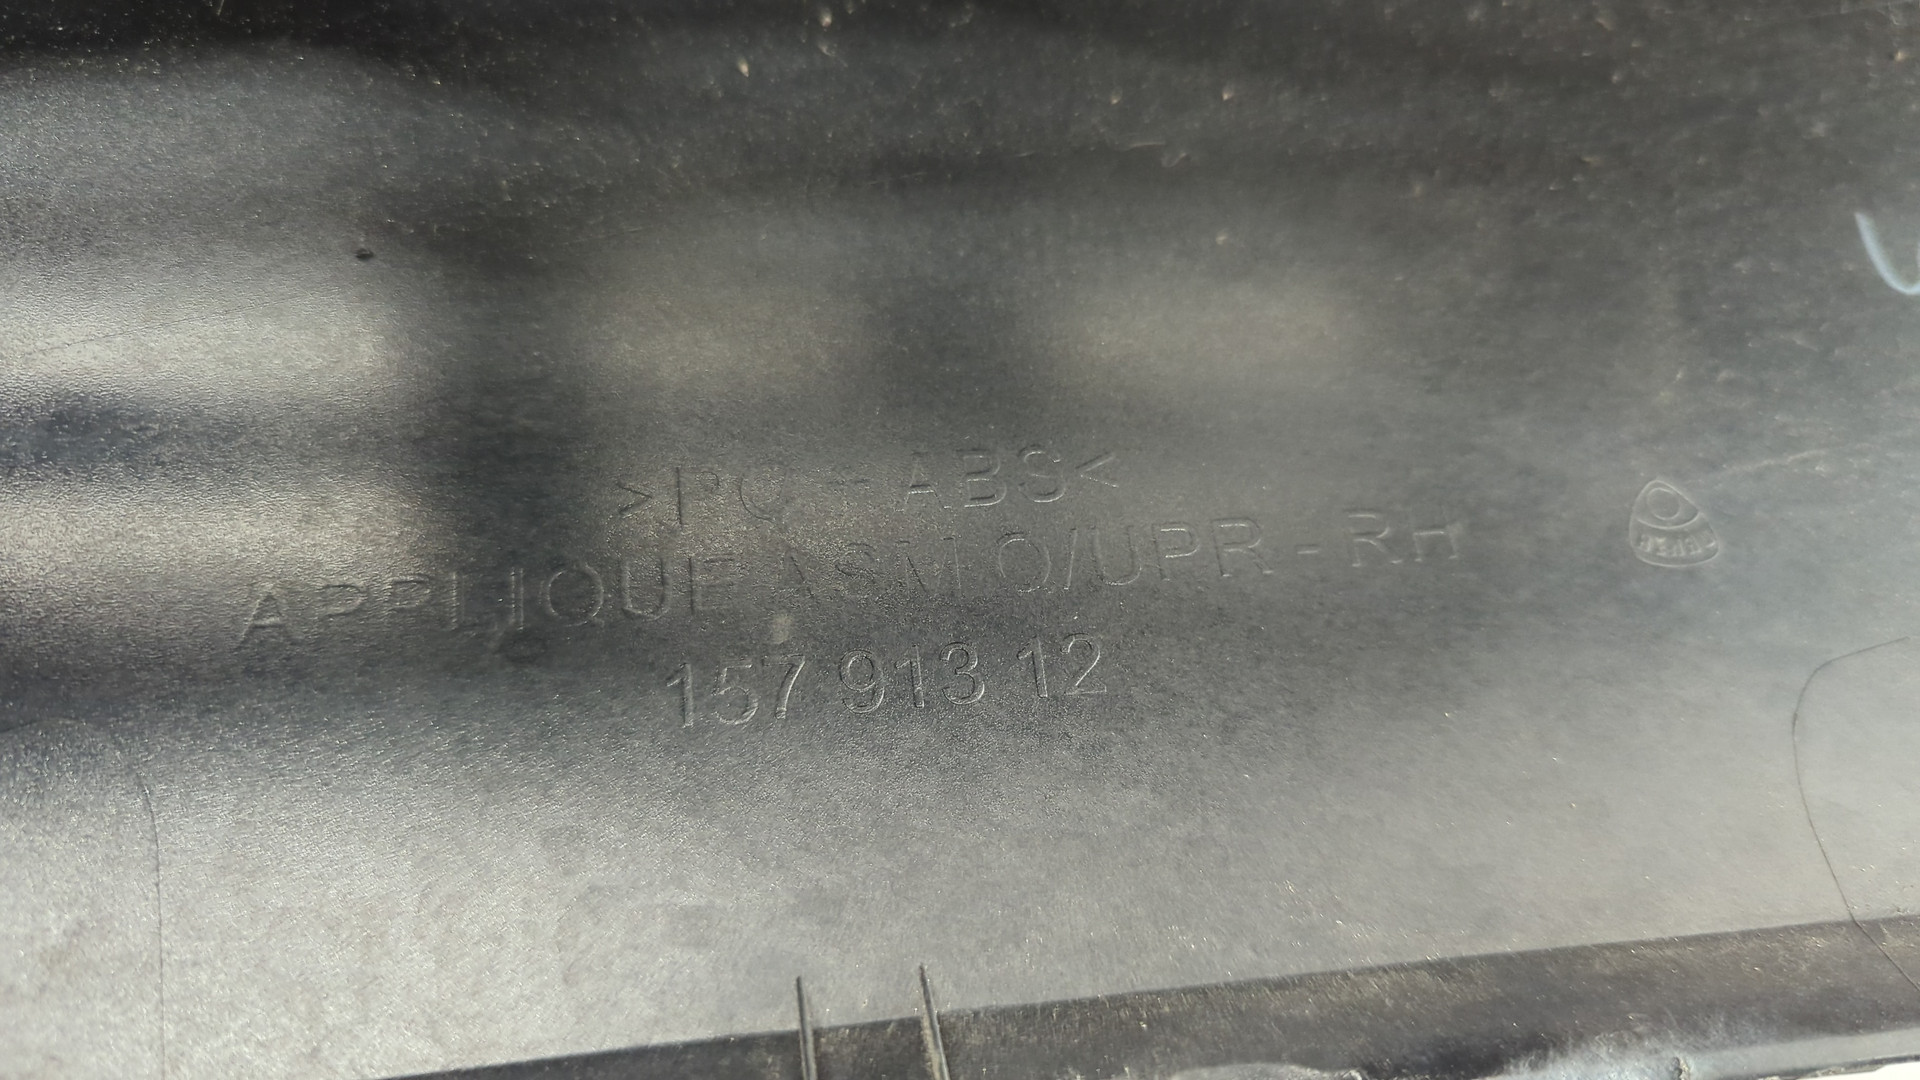 >PC + ABS<
APPLIQUE ASM O/UPR - RH
157 913 12